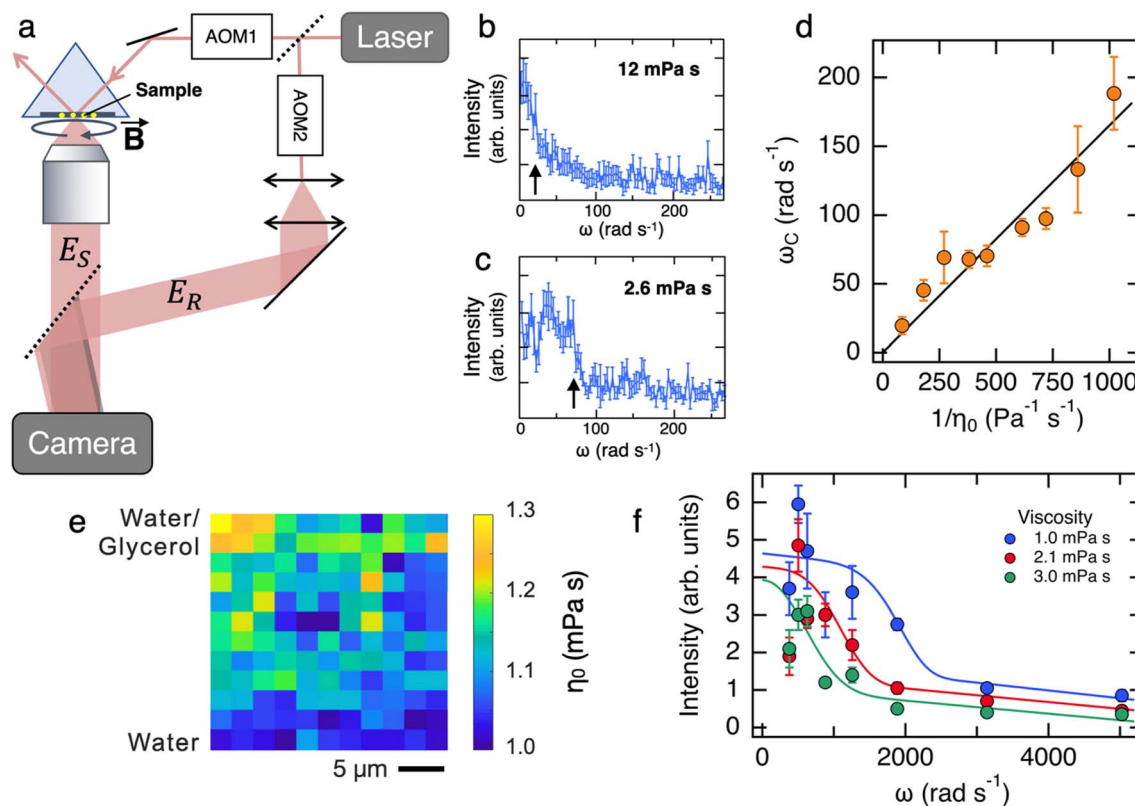 a
AOM1
Laser
Sample
B
AOM2
E_S
E_R
Camera
b
12 mPa s
Intensity
(arb. units)
0 100 200
ω (rad s⁻¹)
c
2.6 mPa s
Intensity
(arb. units)
0 100 200
ω (rad s⁻¹)
d
200
150
100
50
0
ω_C (rad s⁻¹)
0 250 500 750 1000
1/η₀ (Pa⁻¹ s⁻¹)
e
Water/
Glycerol
Water
5 µm
1.3
1.2
1.1
1.0
η₀ (mPa s)
f
Viscosity
1.0 mPa s
2.1 mPa s
3.0 mPa s
6
5
4
3
2
1
0
Intensity (arb. units)
0 2000 4000
ω (rad s⁻¹)